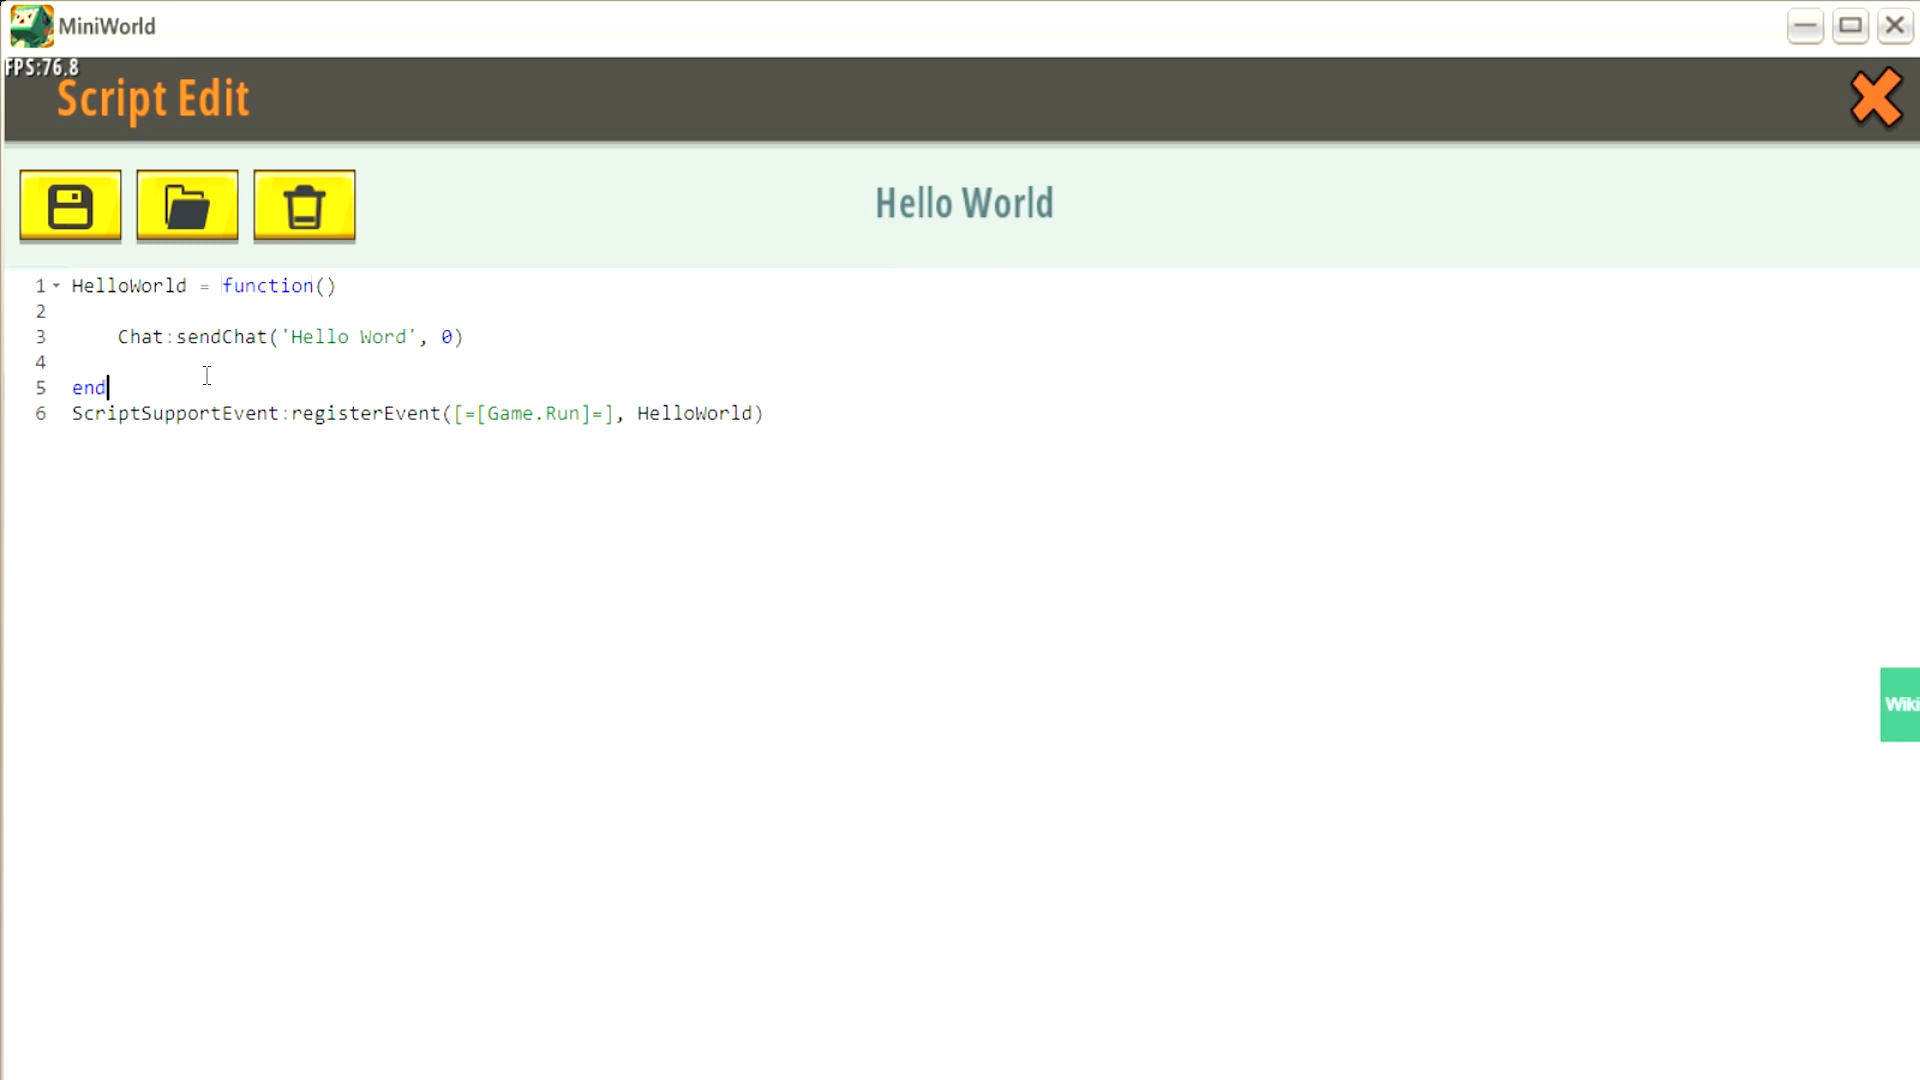 MiniWorld
FPS:76.8
Script Edit
Hello World
1 HelloWorld = function()
2
3 Chat:sendChat('Hello Word', 0)
4
5 end
6 ScriptSupportEvent:registerEvent([=[Game.Run]=], HelloWorld)
Wiki